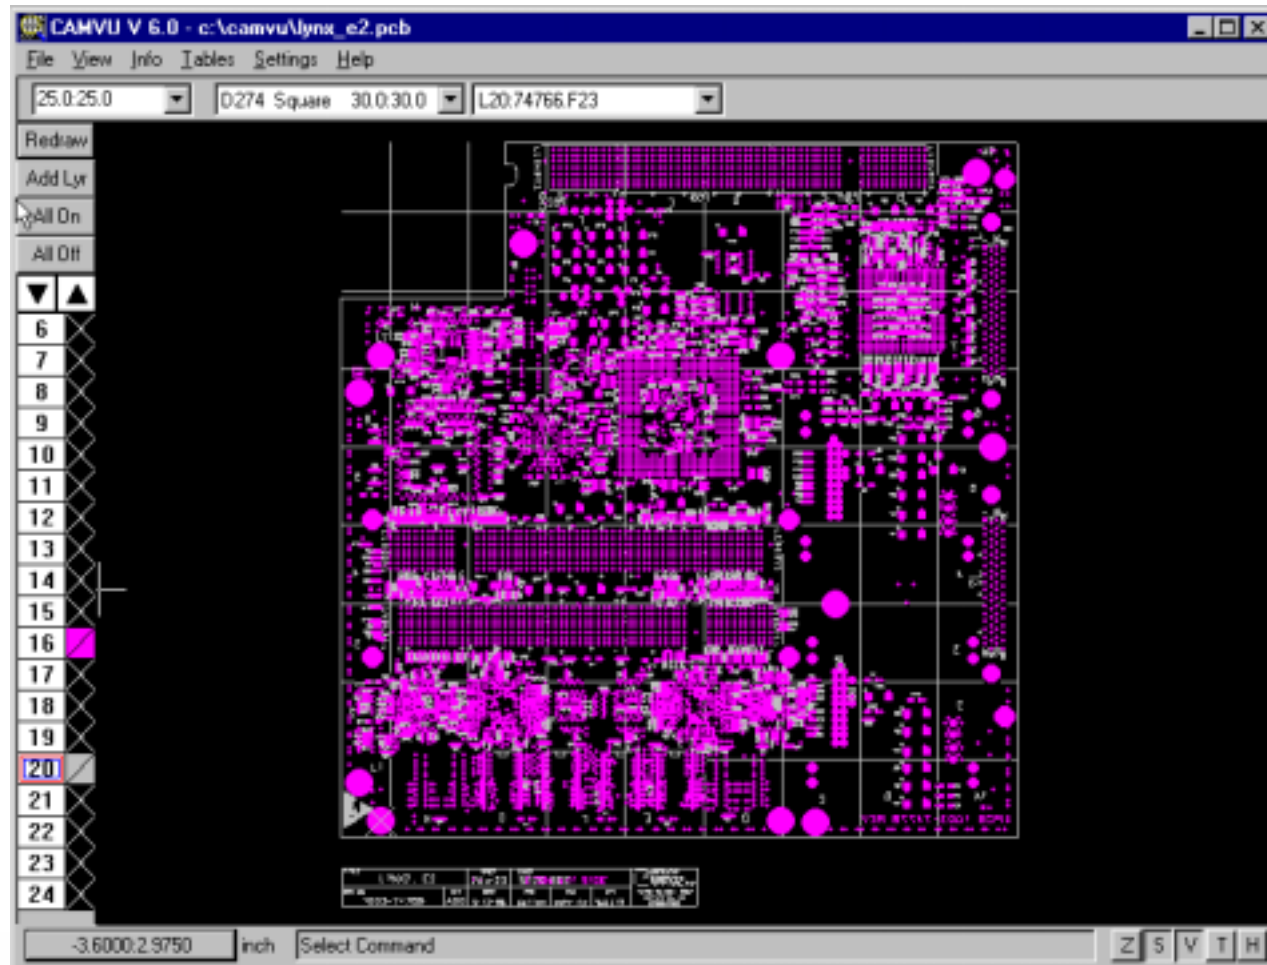 CAMVU V 6.0 - c:\camvu\lynx_e2.pcb
File View Info Tables Settings Help
25.0:25.0
D274 Square 30.0:30.0
L20:74766.F23
Redraw
Add Lyr
All On
All Off
6
7
8
9
10
11
12
13
14
15
16
17
18
19
20
21
22
23
24
-3.6000:2.9750 inch Select Command Z S V T H